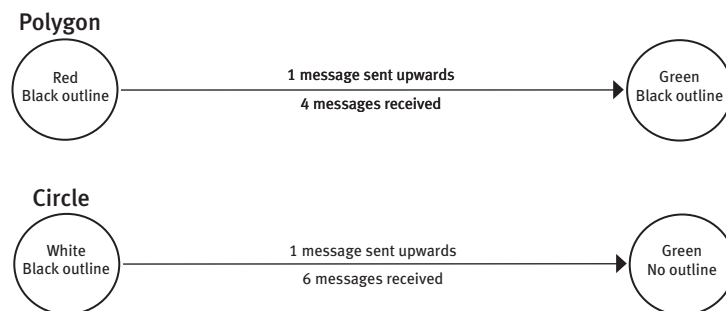 Polygon
Red
Black outline
1 message sent upwards
4 messages received
Green
Black outline
Circle
White
Black outline
1 message sent upwards
6 messages received
Green
No outline